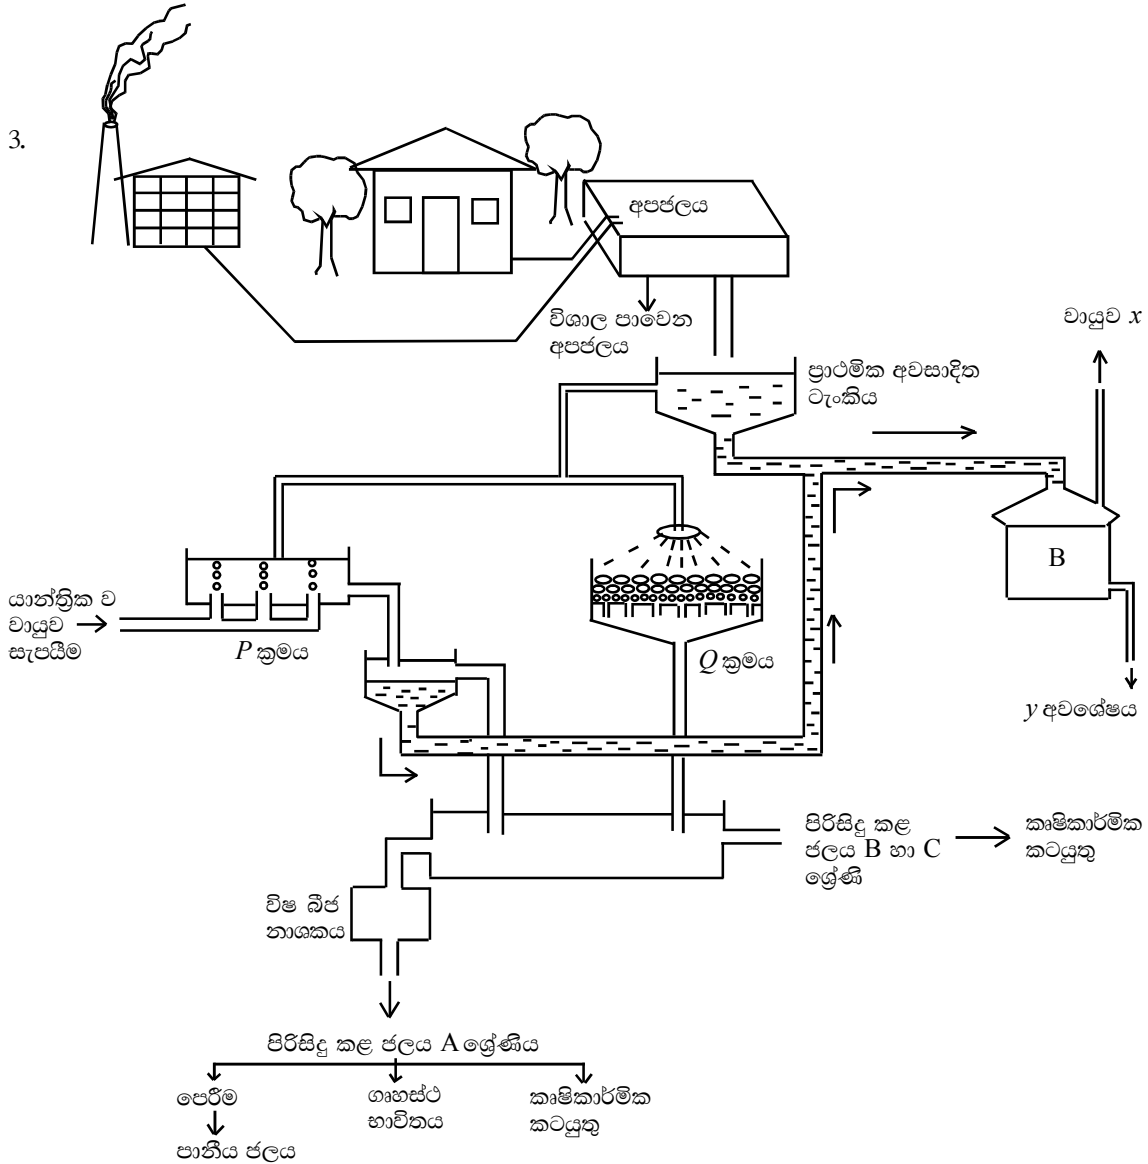 3.
අපජලය
විශාල පාවෙන
අපජලය
වායුව x
ප්‍රාථමික අවසාදිත
ටැංකිය
B
යාන්ත්‍රික ව
වායුව
සැපයීම
P ක්‍රමය
Q ක්‍රමය
y අවශේෂය
පිරිසිදු කළ
ජලය B හා C
ශ්‍රේණි
කෘෂිකාර්මික
කටයුතු
විෂ බීජ
නාශකය
පිරිසිදු කළ ජලය A ශ්‍රේණිය
පෙරීම
ගෘහස්ථ
භාවිතය
කෘෂිකාර්මික
කටයුතු
පානීය ජලය